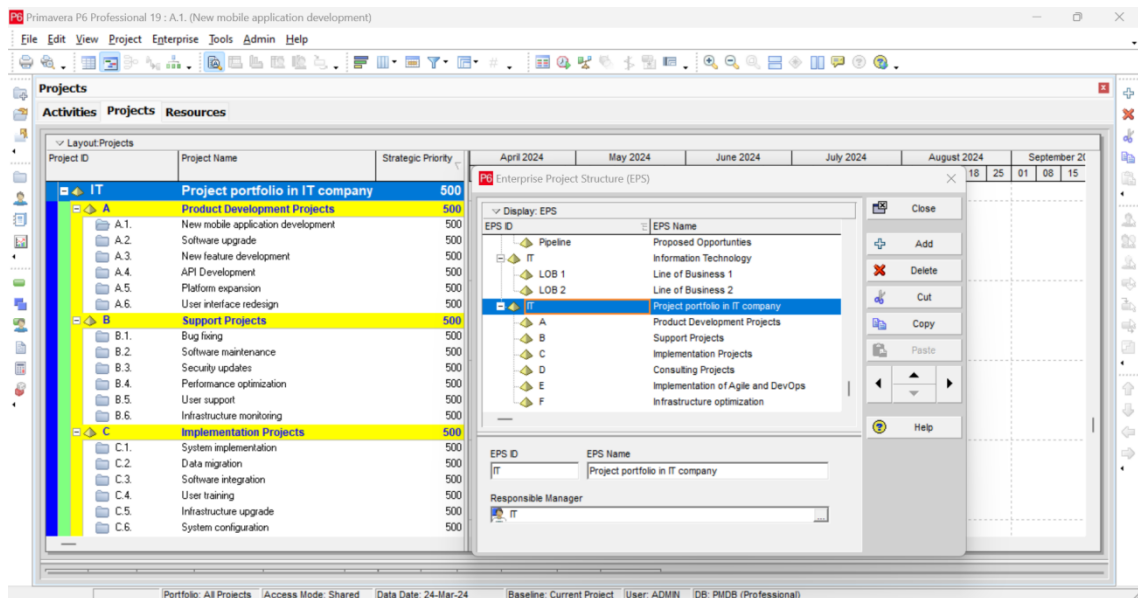 P6 Primavera P6 Professional 19 : A.1. (New mobile application development)
File Edit View Project Enterprise Tools Admin Help
Projects
Activities Projects Resources
Layout:Projects
Project ID Project Name Strategic Priority April 2024 May 2024 June 2024 July 2024 August 2024 September 20
18 25 01 08 15
IT Project portfolio in IT company 500
A Product Development Projects 500
A.1. New mobile application development 500
A.2. Software upgrade 500
A.3. New feature development 500
A.4. API Development 500
A.5. Platform expansion 500
A.6. User interface redesign 500
B Support Projects 500
B.1. Bug fixing 500
B.2. Software maintenance 500
B.3. Security updates 500
B.4. Performance optimization 500
B.5. User support 500
B.6. Infrastructure monitoring 500
C Implementation Projects 500
C.1. System implementation 500
C.2. Data migration 500
C.3. Software integration 500
C.4. User training 500
C.5. Infrastructure upgrade 500
C.6. System configuration 500
P6 Enterprise Project Structure (EPS)
Display: EPS
EPS ID EPS Name
Pipeline Proposed Opportunties
IT Information Technology
LOB 1 Line of Business 1
LOB 2 Line of Business 2
IT Project portfolio in IT company
A Product Development Projects
B Support Projects
C Implementation Projects
D Consulting Projects
E Implementation of Agile and DevOps
F Infrastructure optimization
Close
Add
Delete
Cut
Copy
Paste
Help
EPS ID EPS Name
IT Project portfolio in IT company
Responsible Manager
IT
...
Portfolio: All Projects Access Mode: Shared Data Date: 24-Mar-24 Baseline: Current Project User: ADMIN DB: PMDB (Professional)